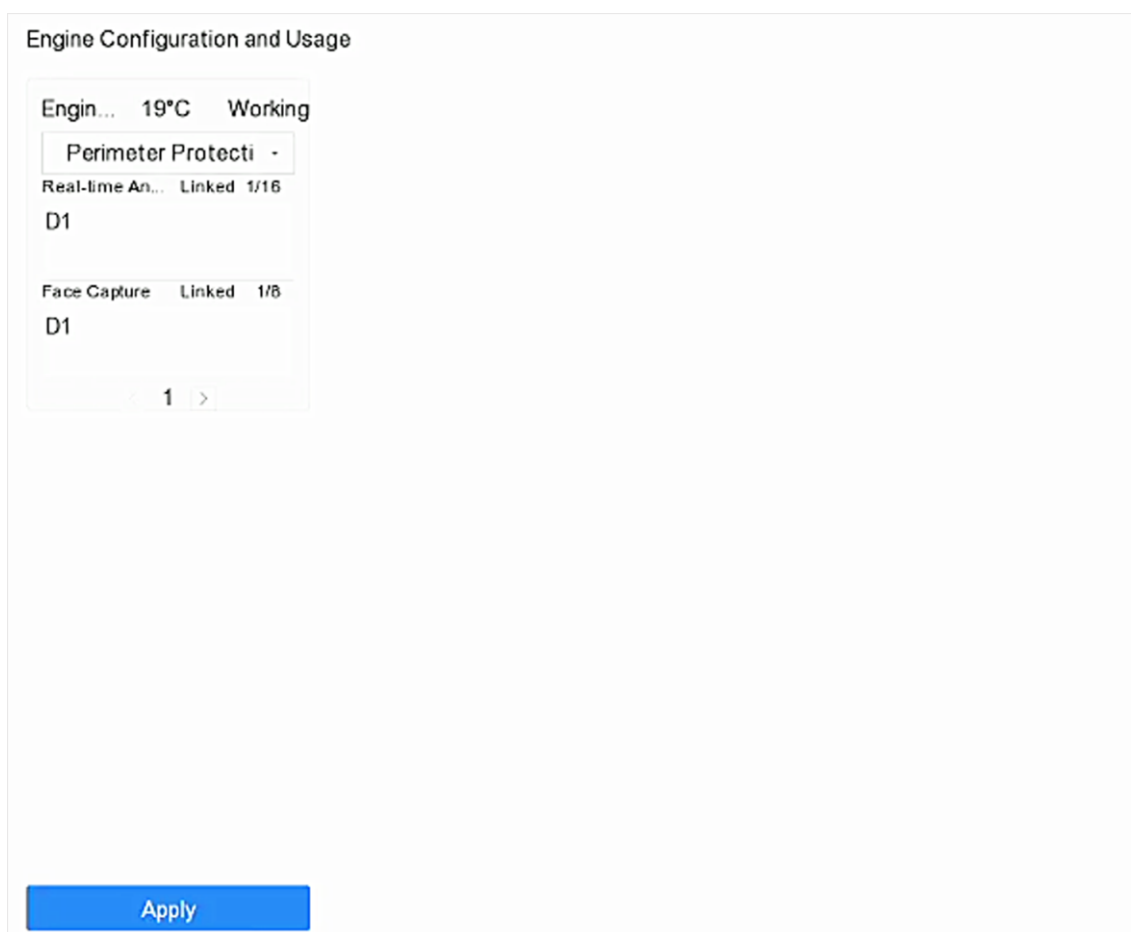 Engine Configuration and Usage
Engin... 19°C Working
Perimeter Protecti
Real-time An... Linked 1/16
D1
Face Capture Linked 1/8
D1
< 1 >
Apply